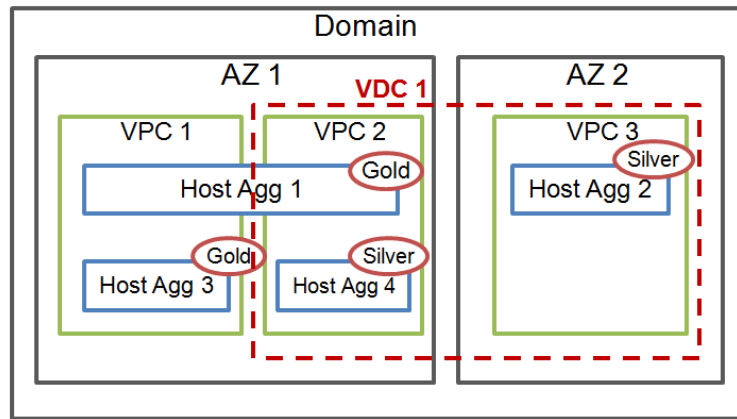 Domain
AZ 1
AZ 2
VDC 1
VPC 1
VPC 2
VPC 3
Gold
Silver
Host Agg 1
Host Agg 2
Gold
Silver
Host Agg 3
Host Agg 4